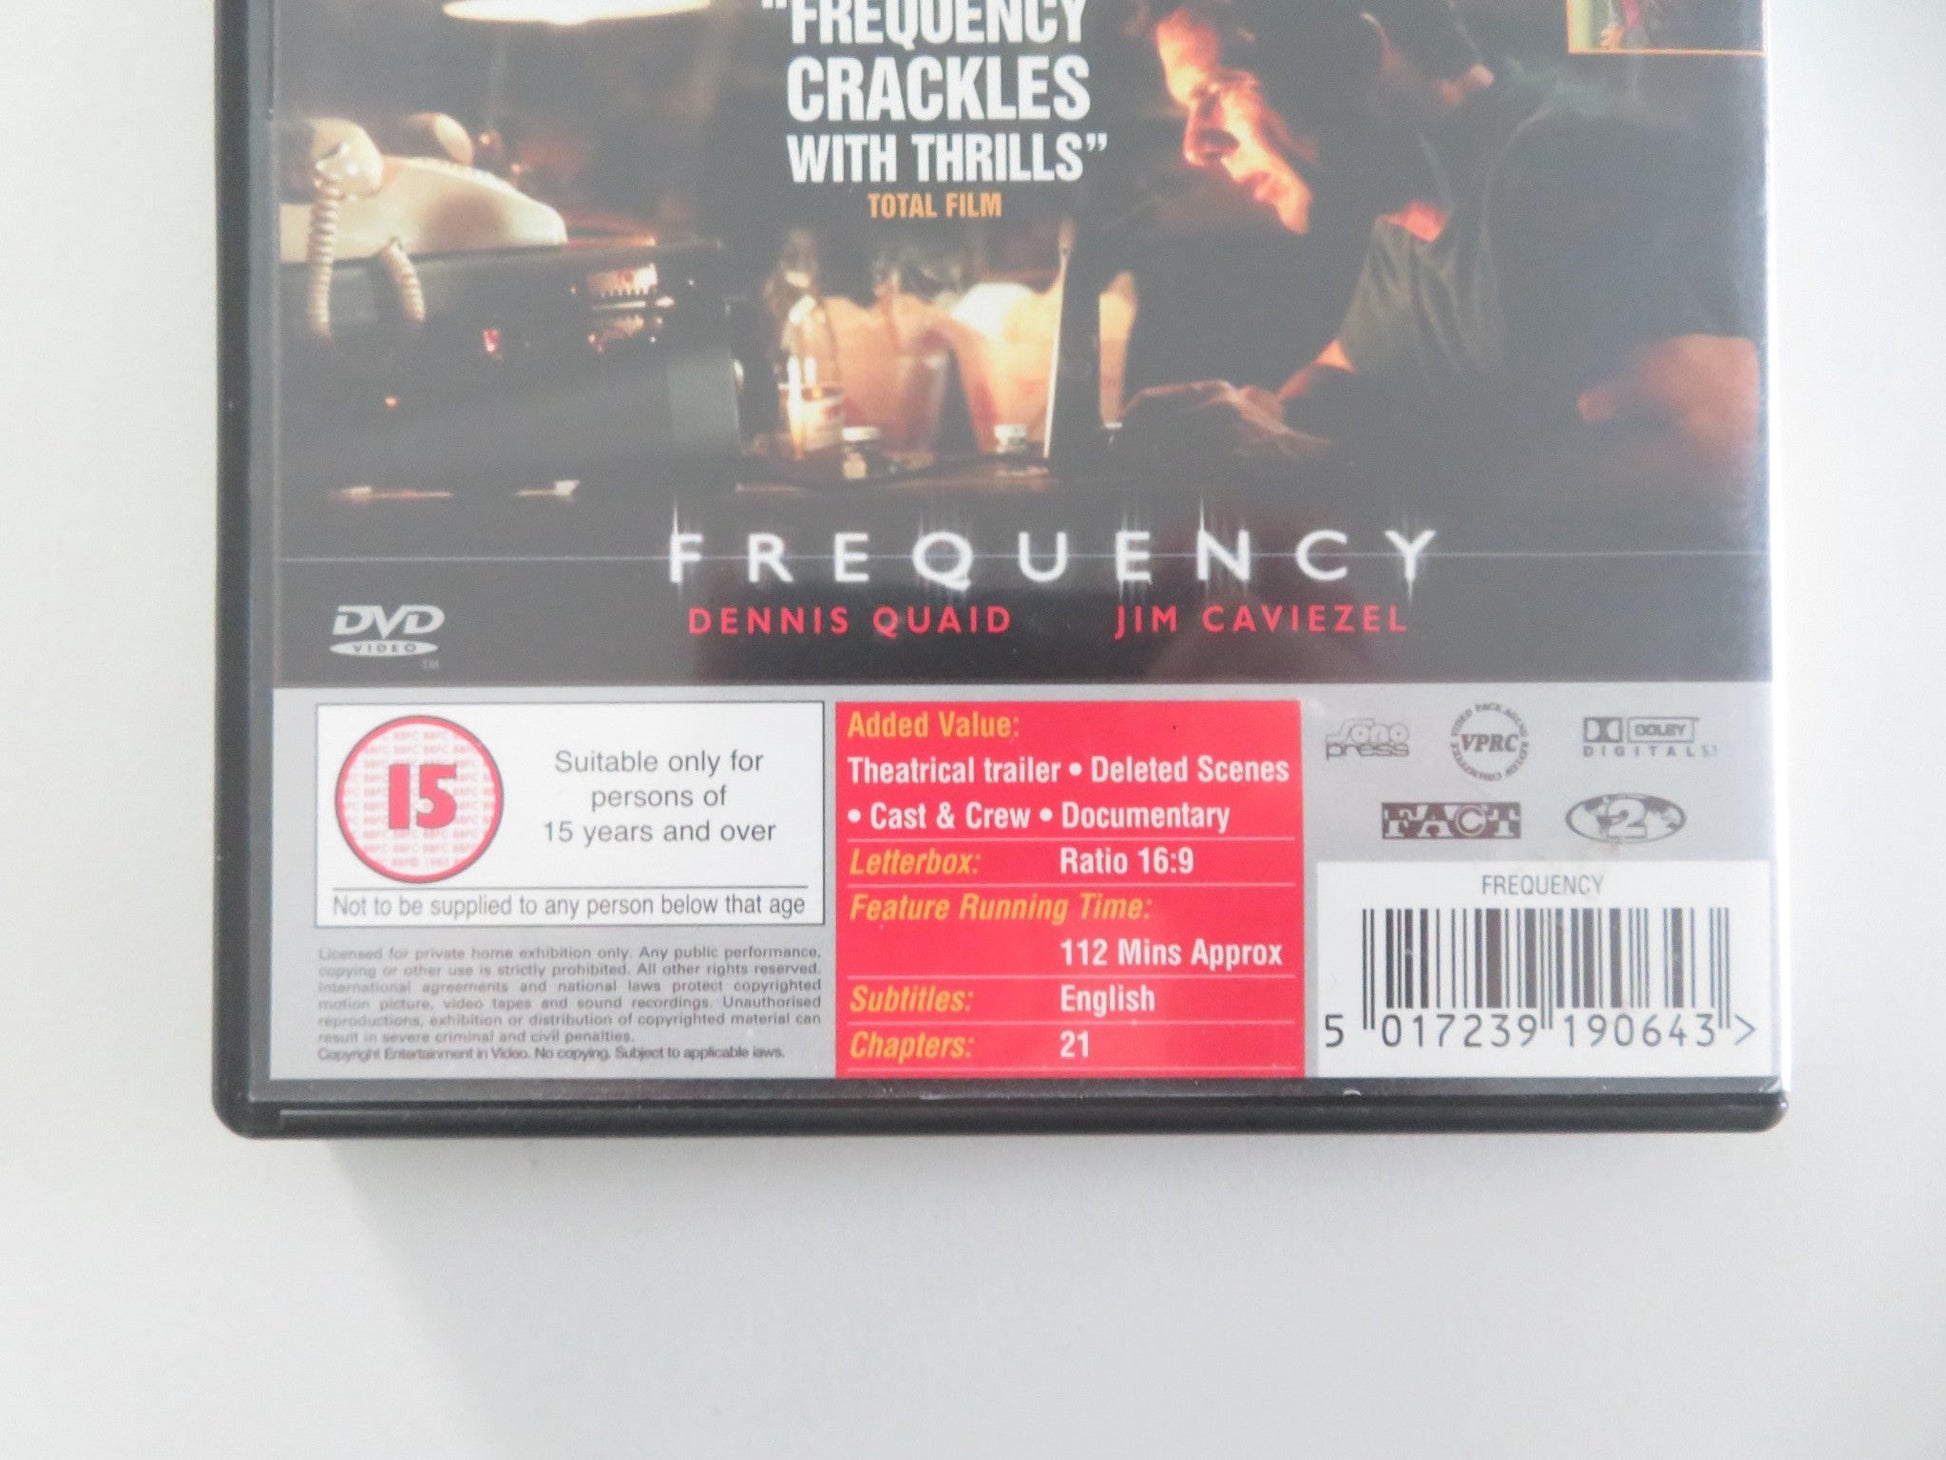 "FREQUENCY
CRACKLES
WITH THRILLS"
TOTAL FILM
FREQUENCY
DENNIS QUAID JIM CAVIEZEL
DVD
VIDEO
TM
15
Suitable only for
persons of
15 years and over
Not to be supplied to any person below that age
Licensed for private home exhibition only. Any public performance,
copying or other use is strictly prohibited. All other rights reserved.
International agreements and national laws protect copyrighted
motion picture, video tapes and sound recordings. Unauthorised
reproductions, exhibition or distribution of copyrighted material can
result in severe criminal and civil penalties.
Copyright Entertainment in Video. No copying. Subject to applicable laws.
Added Value:
Theatrical trailer • Deleted Scenes
• Cast & Crew • Documentary
Letterbox: Ratio 16:9
Feature Running Time:
112 Mins Approx
Subtitles: English
Chapters: 21
Sono
press
VPRC
DOLBY
DIGITAL 5.1
FACT
2
FREQUENCY
5 017239 190643 >